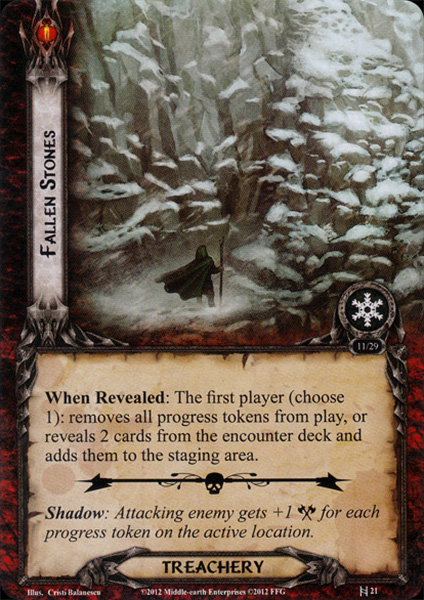 FALLEN STONES
11/29
When Revealed: The first player (choose
1): removes all progress tokens from play, or
reveals 2 cards from the encounter deck and
adds them to the staging area.
Shadow: Attacking enemy gets +1 for each
progress token on the active location.
TREACHERY
Illus. Cristi Balanescu ©2012 Middle-earth Enterprises ©2012 FFG 21